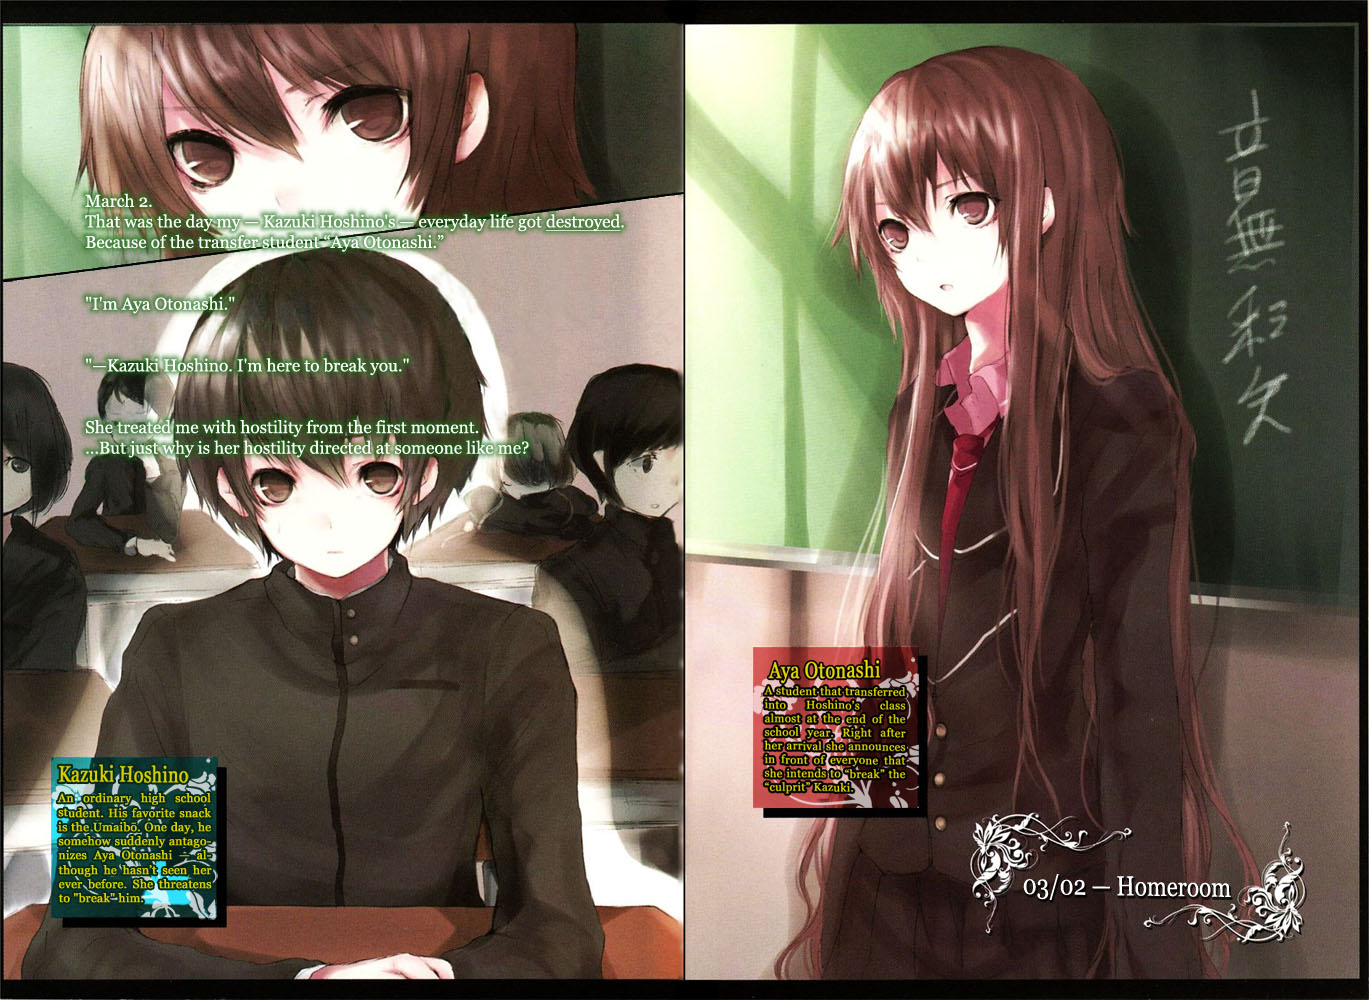 March 2.
That was the day my — Kazuki Hoshino's — everyday life got destroyed.
Because of the transfer student “Aya Otonashi.”
"I'm Aya Otonashi."
"—Kazuki Hoshino. I'm here to break you."
She treated me with hostility from the first moment.
...But just why is her hostility directed at someone like me?
Kazuki Hoshino
An ordinary high school
student. His favorite snack
is the Umaibō. One day, he
somehow suddenly antago-
nizes Aya Otonashi — al-
though he hasn't seen her
ever before. She threatens
to "break" him.
音無彩矢
Aya Otonashi
A student that transferred
into Hoshino's class
almost at the end of the
school year. Right after
her arrival she announces
in front of everyone that
she intends to “break” the
“culprit” Kazuki.
03/02 — Homeroom